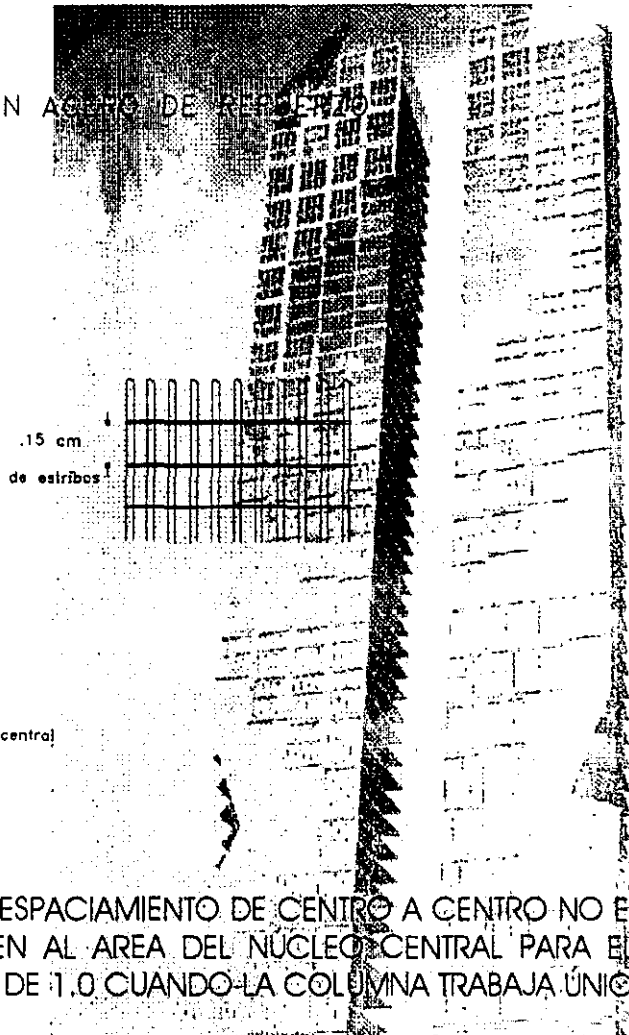 N ACERO DE REFUERZO
.15 cm
de estribos
central
ESPACIAMIENTO DE CENTRO A CENTRO NO E
EN AL AREA DEL NÚCLEO CENTRAL PARA E
DE 1.0 CUANDO LA COLUMNA TRABAJA ÚNIC